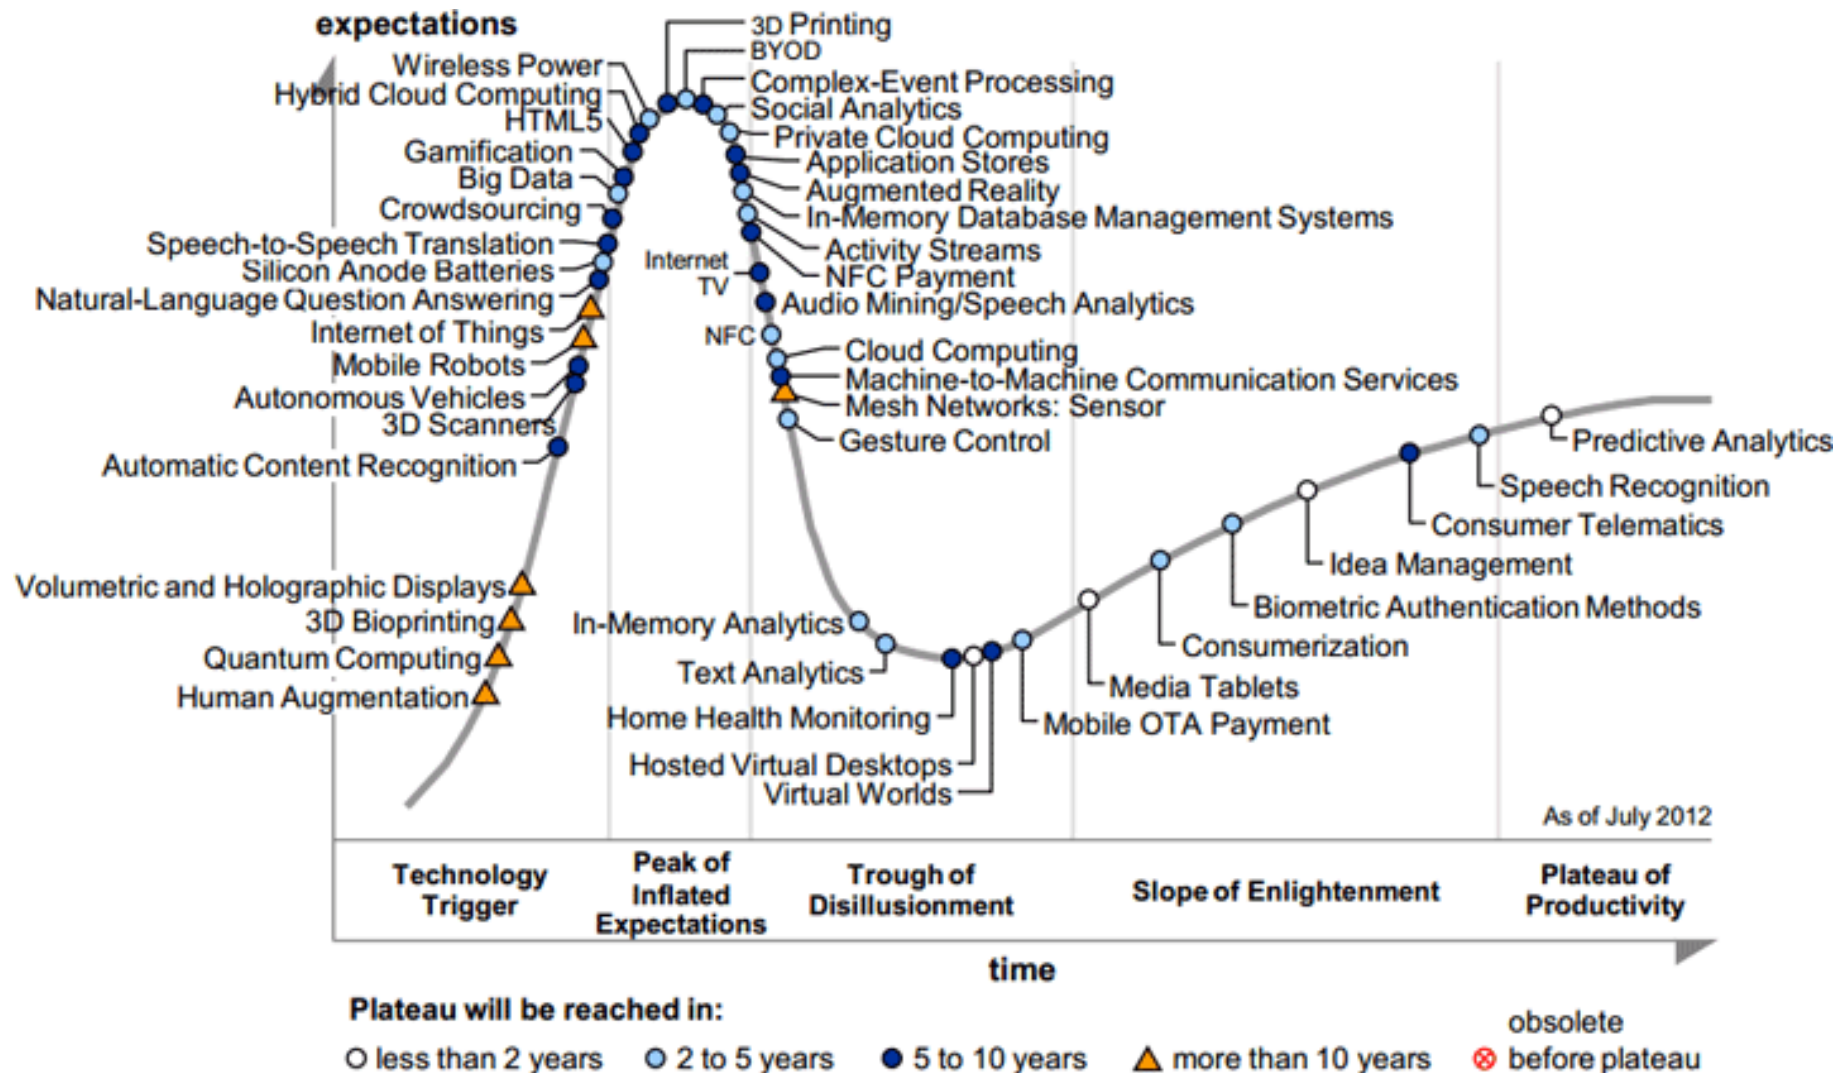 expectations
3D Printing
BYOD
Wireless Power
Complex-Event Processing
Hybrid Cloud Computing
Social Analytics
HTML5
Private Cloud Computing
Gamification
Application Stores
Big Data
Augmented Reality
Crowdsourcing
In-Memory Database Management Systems
Speech-to-Speech Translation
Activity Streams
Silicon Anode Batteries
Internet
TV
NFC Payment
Natural-Language Question Answering
Audio Mining/Speech Analytics
Internet of Things
NFC
Mobile Robots
Cloud Computing
Autonomous Vehicles
Machine-to-Machine Communication Services
3D Scanners
Mesh Networks: Sensor
Automatic Content Recognition
Gesture Control
Predictive Analytics
Speech Recognition
Consumer Telematics
Idea Management
Volumetric and Holographic Displays
Biometric Authentication Methods
3D Bioprinting
In-Memory Analytics
Consumerization
Quantum Computing
Text Analytics
Media Tablets
Human Augmentation
Home Health Monitoring
Mobile OTA Payment
Hosted Virtual Desktops
Virtual Worlds
As of July 2012
Technology
Trigger
Peak of
Inflated
Expectations
Trough of
Disillusionment
Slope of Enlightenment
Plateau of
Productivity
time
Plateau will be reached in:
less than 2 years
2 to 5 years
5 to 10 years
more than 10 years
obsolete
before plateau